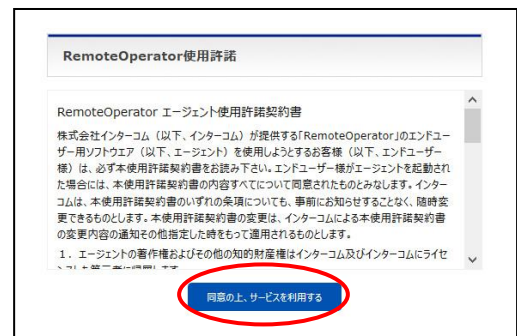 RemoteOperator使用許諾
RemoteOperator エージェント使用許諾契約書
株式会社インターコム（以下、インターコム）が提供する「RemoteOperator」のエンドユー
ザー用ソフトウエア（以下、エージェント）を使用しようとするお客様（以下、エンドユーザー
様）は、必ず本使用許諾契約書をお読み下さい。エンドユーザー様がエージェントを起動され
た場合には、本使用許諾契約書の内容すべてについて同意されたものとみなします。インター
コムは、本使用許諾契約書のいずれの条項についても、事前にお知らせすることなく、随時変
更できるものとします。本使用許諾契約書の変更は、インターコムによる本使用許諾契約書
の変更内容の通知その他指定した時をもって適用されるものとします。
１．エージェントの著作権およびその他の知的財産権はインターコム及びインターコムにライセ
同意の上、サービスを利用する